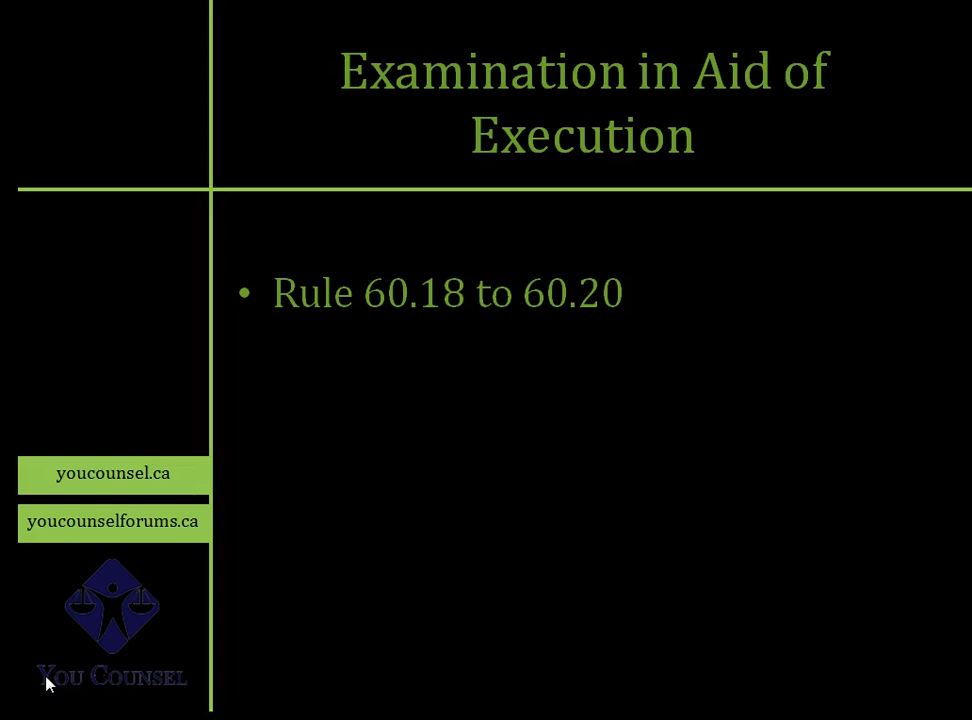 Examination in Aid of
Execution
• Rule 60.18 to 60.20
youcounsel.ca
youcounselforums.ca
YOU COUNSEL